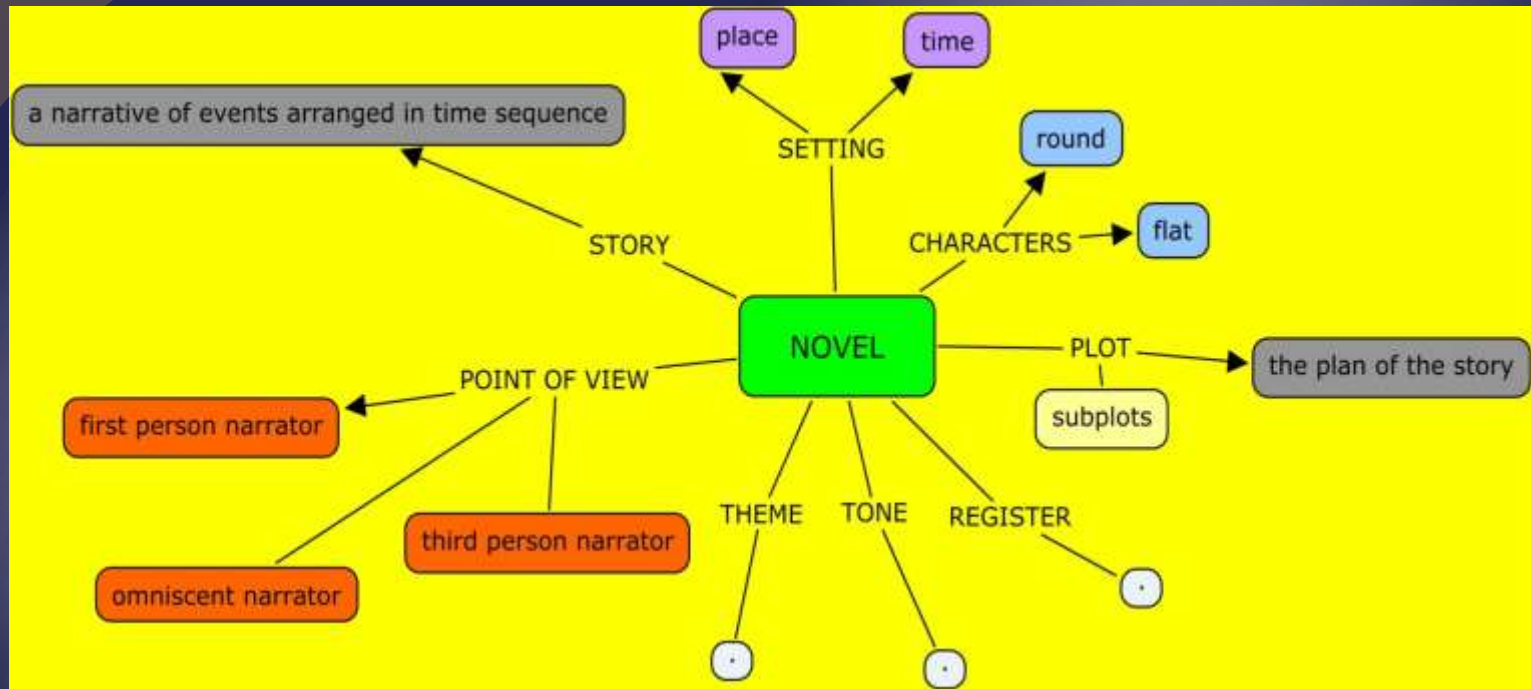 place
time
a narrative of events arranged in time sequence
SETTING
round
CHARACTERS
flat
STORY
NOVEL
PLOT
the plan of the story
POINT OF VIEW
first person narrator
subplots
THEME
TONE
REGISTER
third person narrator
omniscent narrator